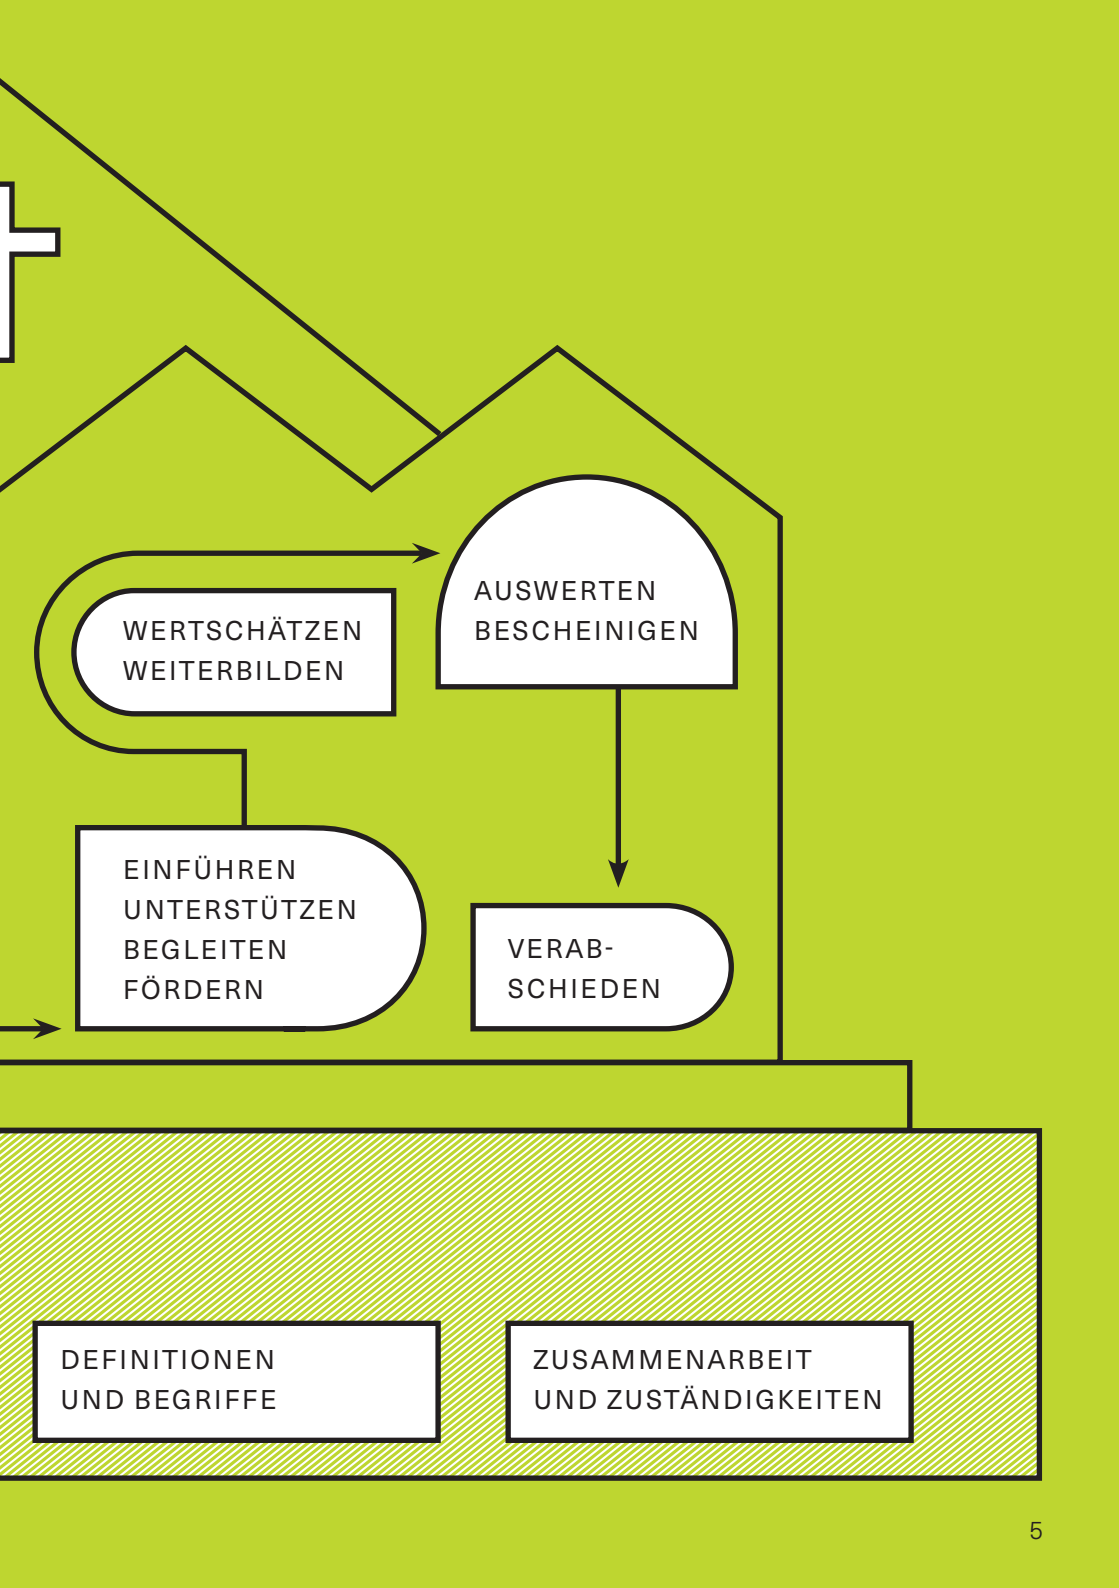 AUSWERTEN
BESCHEINIGEN
WERTSCHÄTZEN
WEITERBILDEN
EINFÜHREN
UNTERSTÜTZEN
BEGLEITEN
FÖRDERN
VERAB-
SCHIEDEN
DEFINITIONEN
UND BEGRIFFE
ZUSAMMENARBEIT
UND ZUSTÄNDIGKEITEN
5